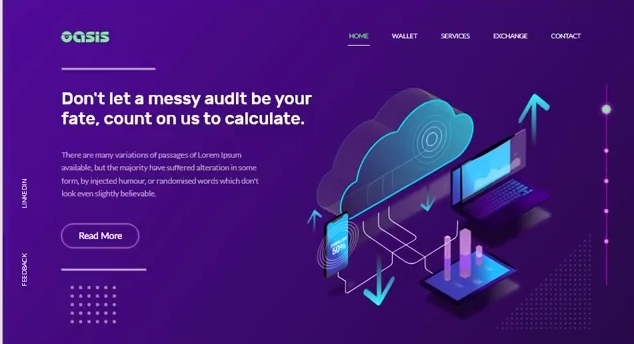 oasis
HOME WALLET SERVICES EXCHANGE CONTACT
Don't let a messy audit be your
fate, count on us to calculate.
There are many variations of passages of Lorem Ipsum
available, but the majority have suffered alteration in some
form, by injected humour, or randomised words which don't
look even slightly believable.
Read More
LINKEDIN
FEEDBACK
50%